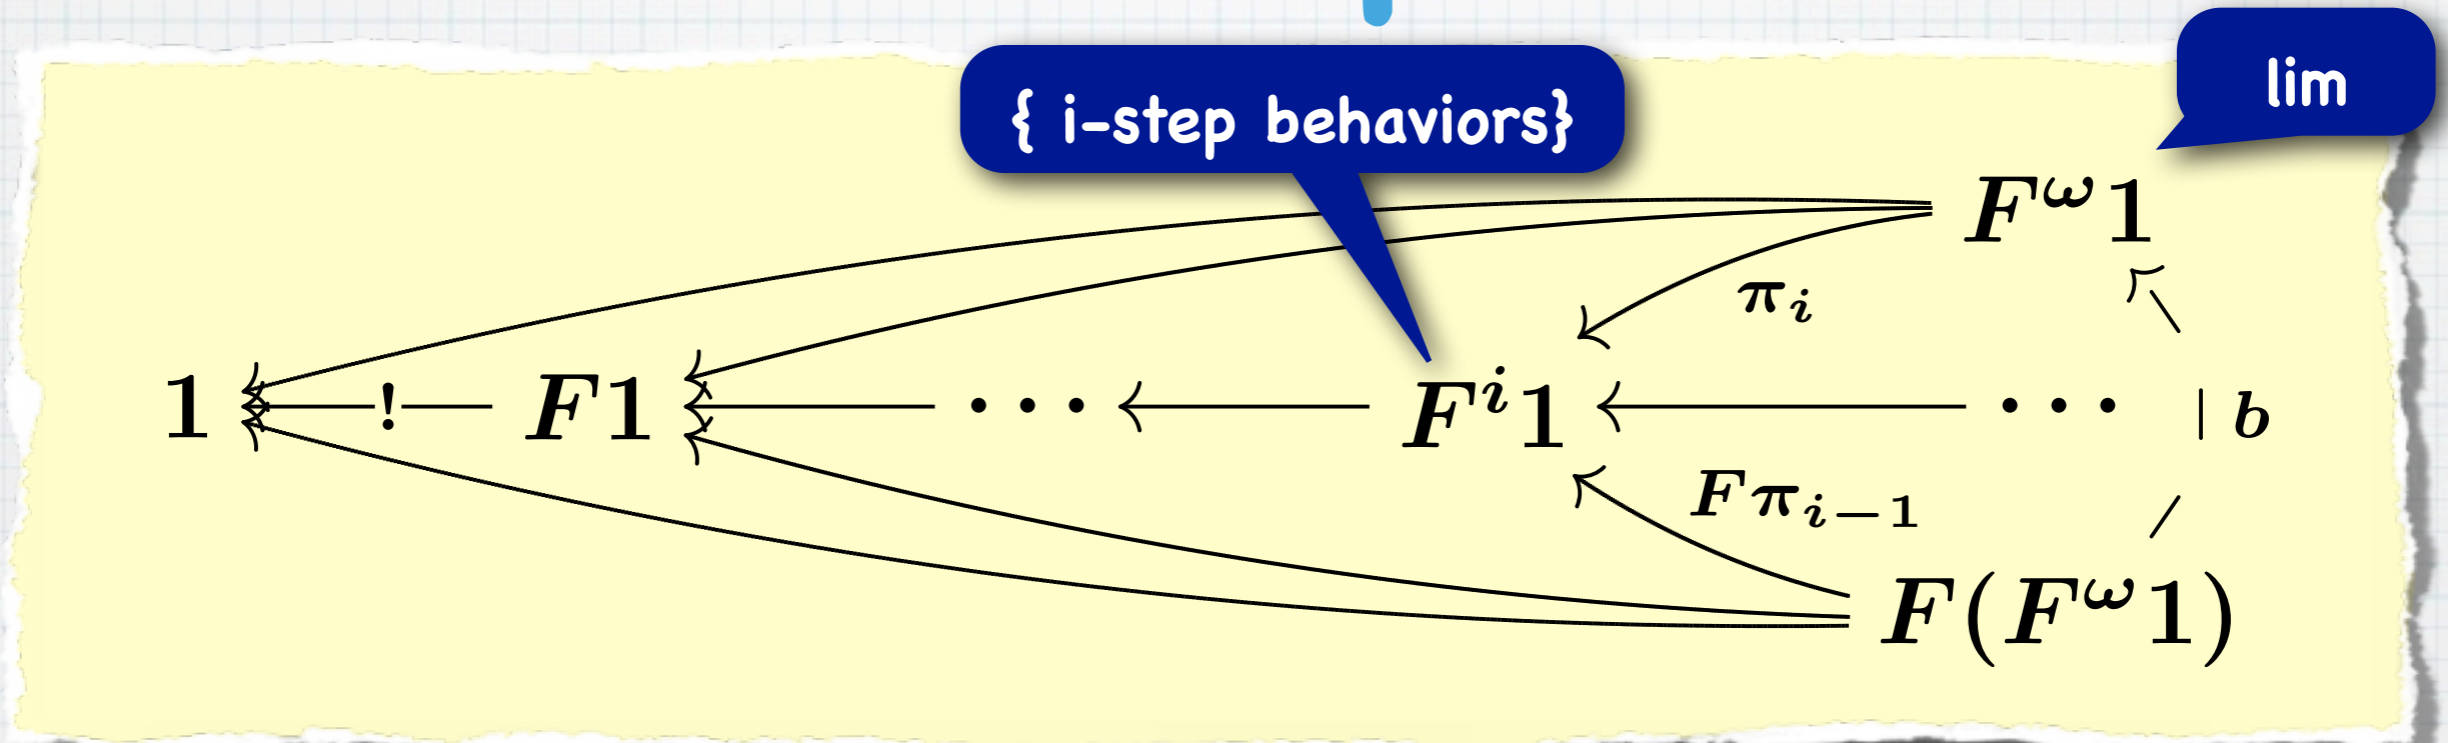 lim
{ i-step behaviors}
F^ω 1
π_i
1 ! F1 ··· F^i 1 ··· b
Fπ_{i−1}
F(F^ω 1)